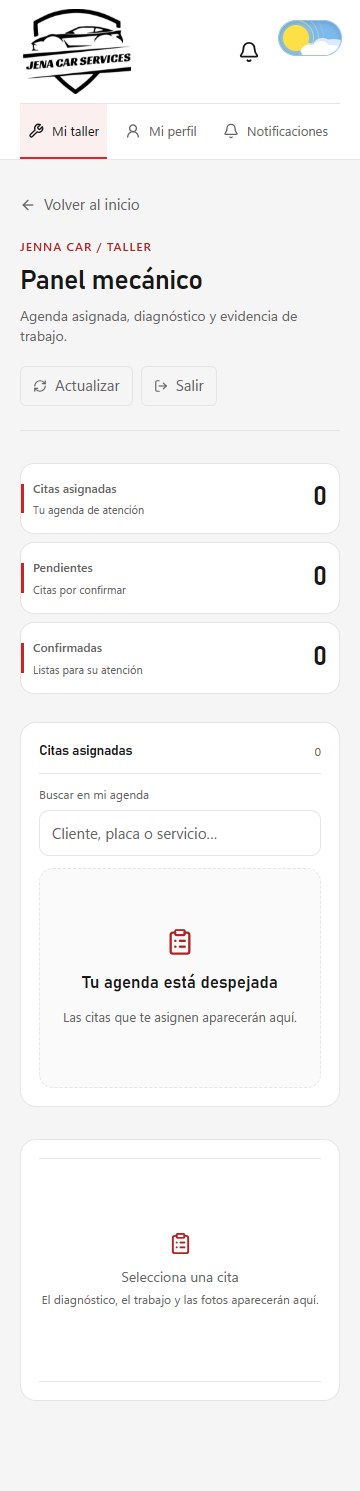 JENA CAR SERVICES
Mi taller
Mi perfil
Notificaciones
Volver al inicio
JENNA CAR / TALLER
Panel mecánico
Agenda asignada, diagnóstico y evidencia de
trabajo.
Actualizar
Salir
Citas asignadas
Tu agenda de atención
0
Pendientes
Citas por confirmar
0
Confirmadas
Listas para su atención
0
Citas asignadas
0
Buscar en mi agenda
Cliente, placa o servicio...
Tu agenda está despejada
Las citas que te asignen aparecerán aquí.
Selecciona una cita
El diagnóstico, el trabajo y las fotos aparecerán aquí.